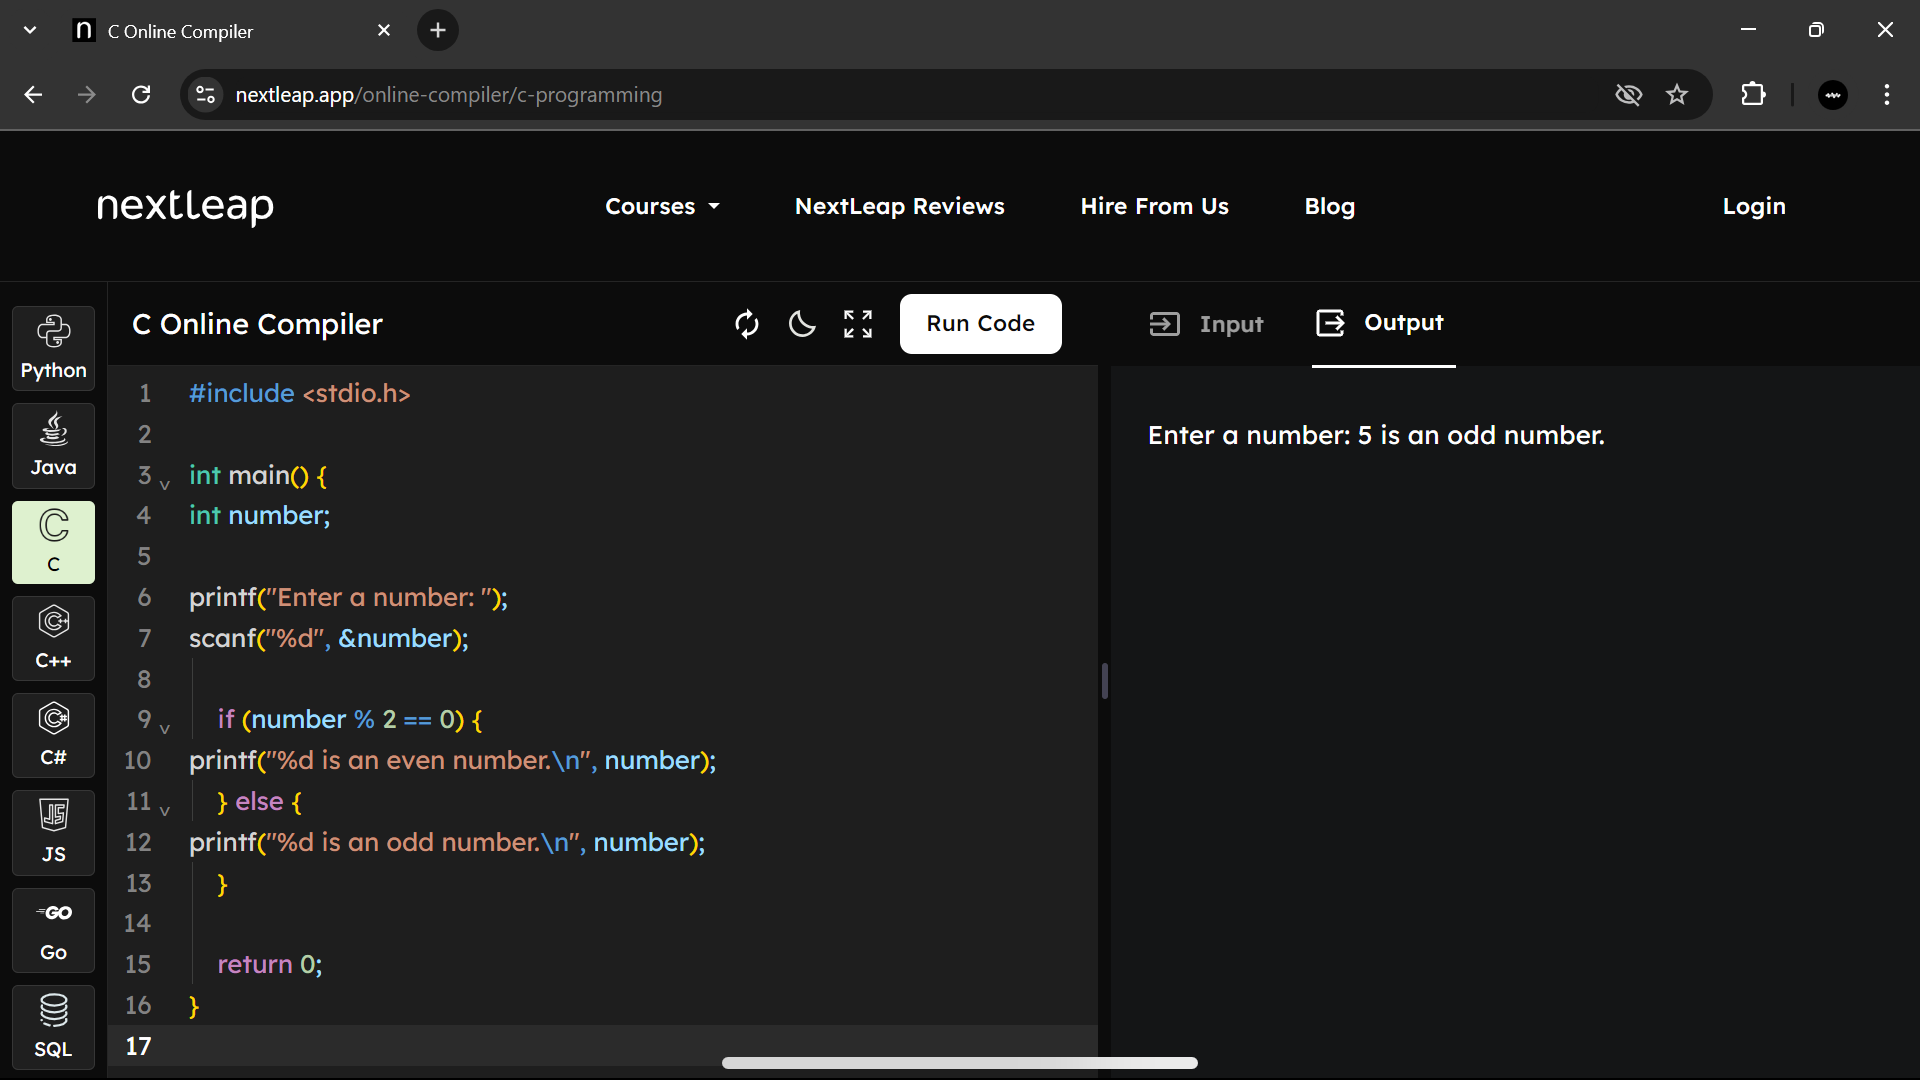 C Online Compiler
nextleap.app/online-compiler/c-programming
nextleap
Courses
NextLeap Reviews
Hire From Us
Blog
Login
Python
Java
C
C++
C#
JS
Go
SQL
C Online Compiler
Run Code
Input
Output
1 #include <stdio.h>
2
3 int main() {
4 int number;
5
6 printf("Enter a number: ");
7 scanf("%d", &number);
8
9 if (number % 2 == 0) {
10 printf("%d is an even number.\n", number);
11 } else {
12 printf("%d is an odd number.\n", number);
13 }
14
15 return 0;
16 }
17
Enter a number: 5 is an odd number.